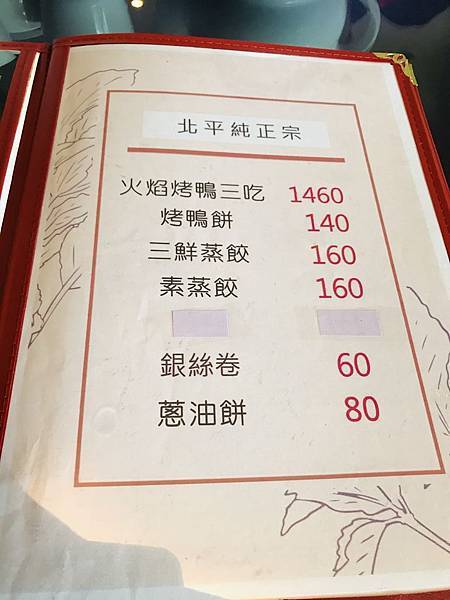 北平純正宗
火焰烤鴨三吃 1460
烤鴨餅 140
三鮮蒸餃 160
素蒸餃 160
銀絲卷 60
蔥油餅 80